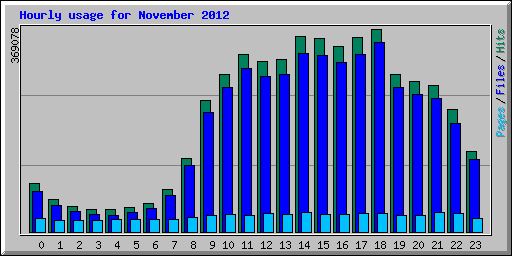 Hourly usage for November 2012
369078
Pages/Files/Hits
0 1 2 3 4 5 6 7 8 9 10 11 12 13 14 15 16 17 18 19 20 21 22 23